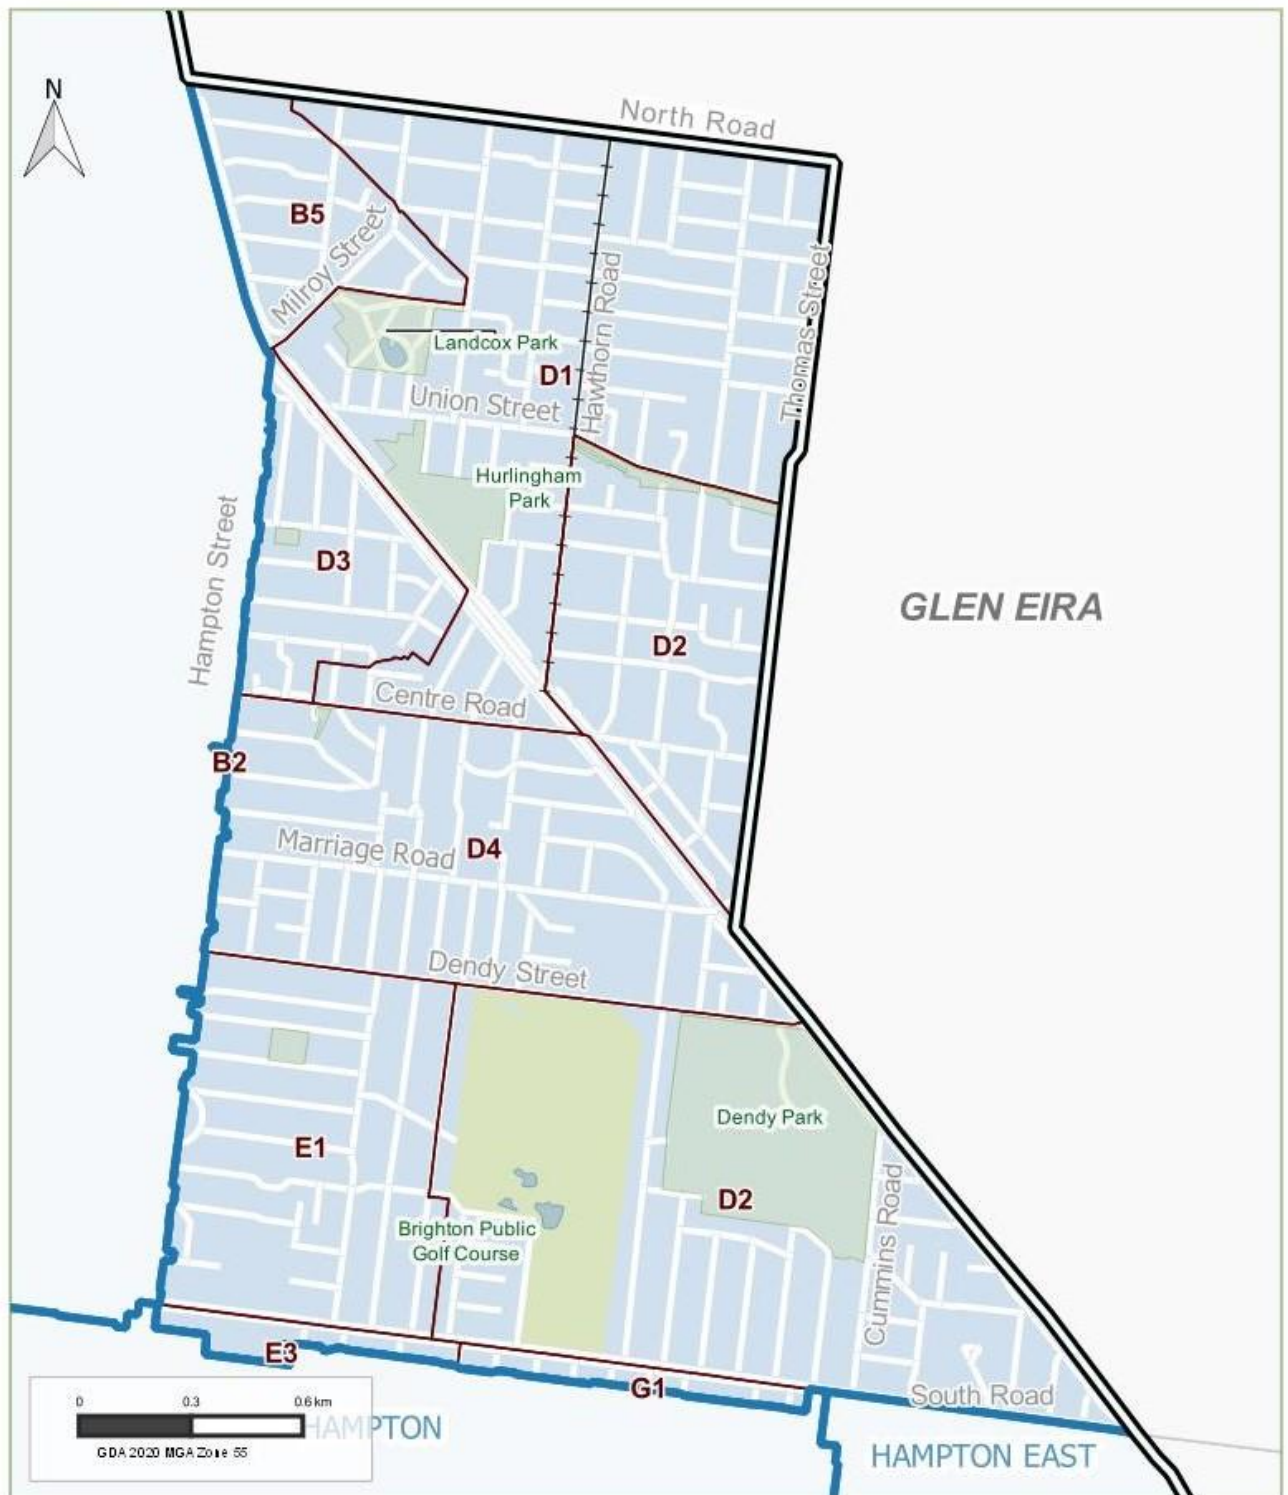 N
North Road
B5
Milroy Street
Landcox Park
D1
Hawthorn Road
Thomas Street
Union Street
Hurlingham
Park
Hampton Street
D3
GLEN EIRA
D2
Centre Road
B2
Marriage Road
D4
Dendy Street
Dendy Park
E1
D2
Brighton Public
Golf Course
Cummins Road
E3
G1
South Road
0 0.3 0.6 km
HAMPTON
GDA 2020 MGA Zone 55
HAMPTON EAST